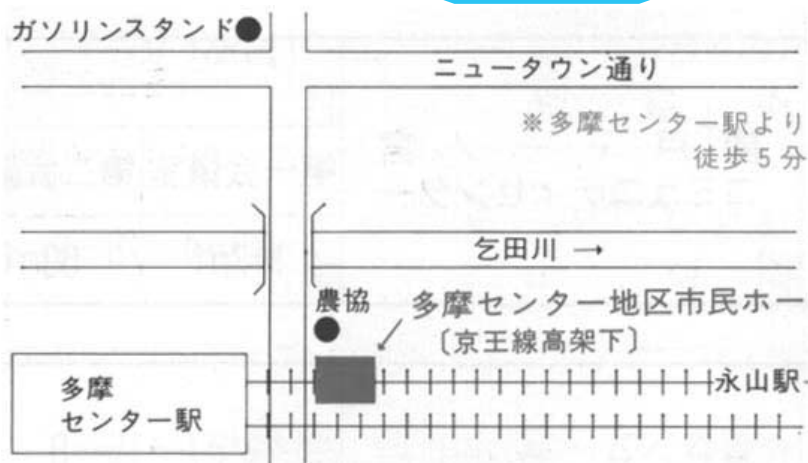 ガソリンスタンド
ニュータウン通り
※多摩センター駅より
徒歩5分
乞田川→
農協
多摩センター地区市民ホー
〔京王線高架下〕
多摩
センター駅
永山駅